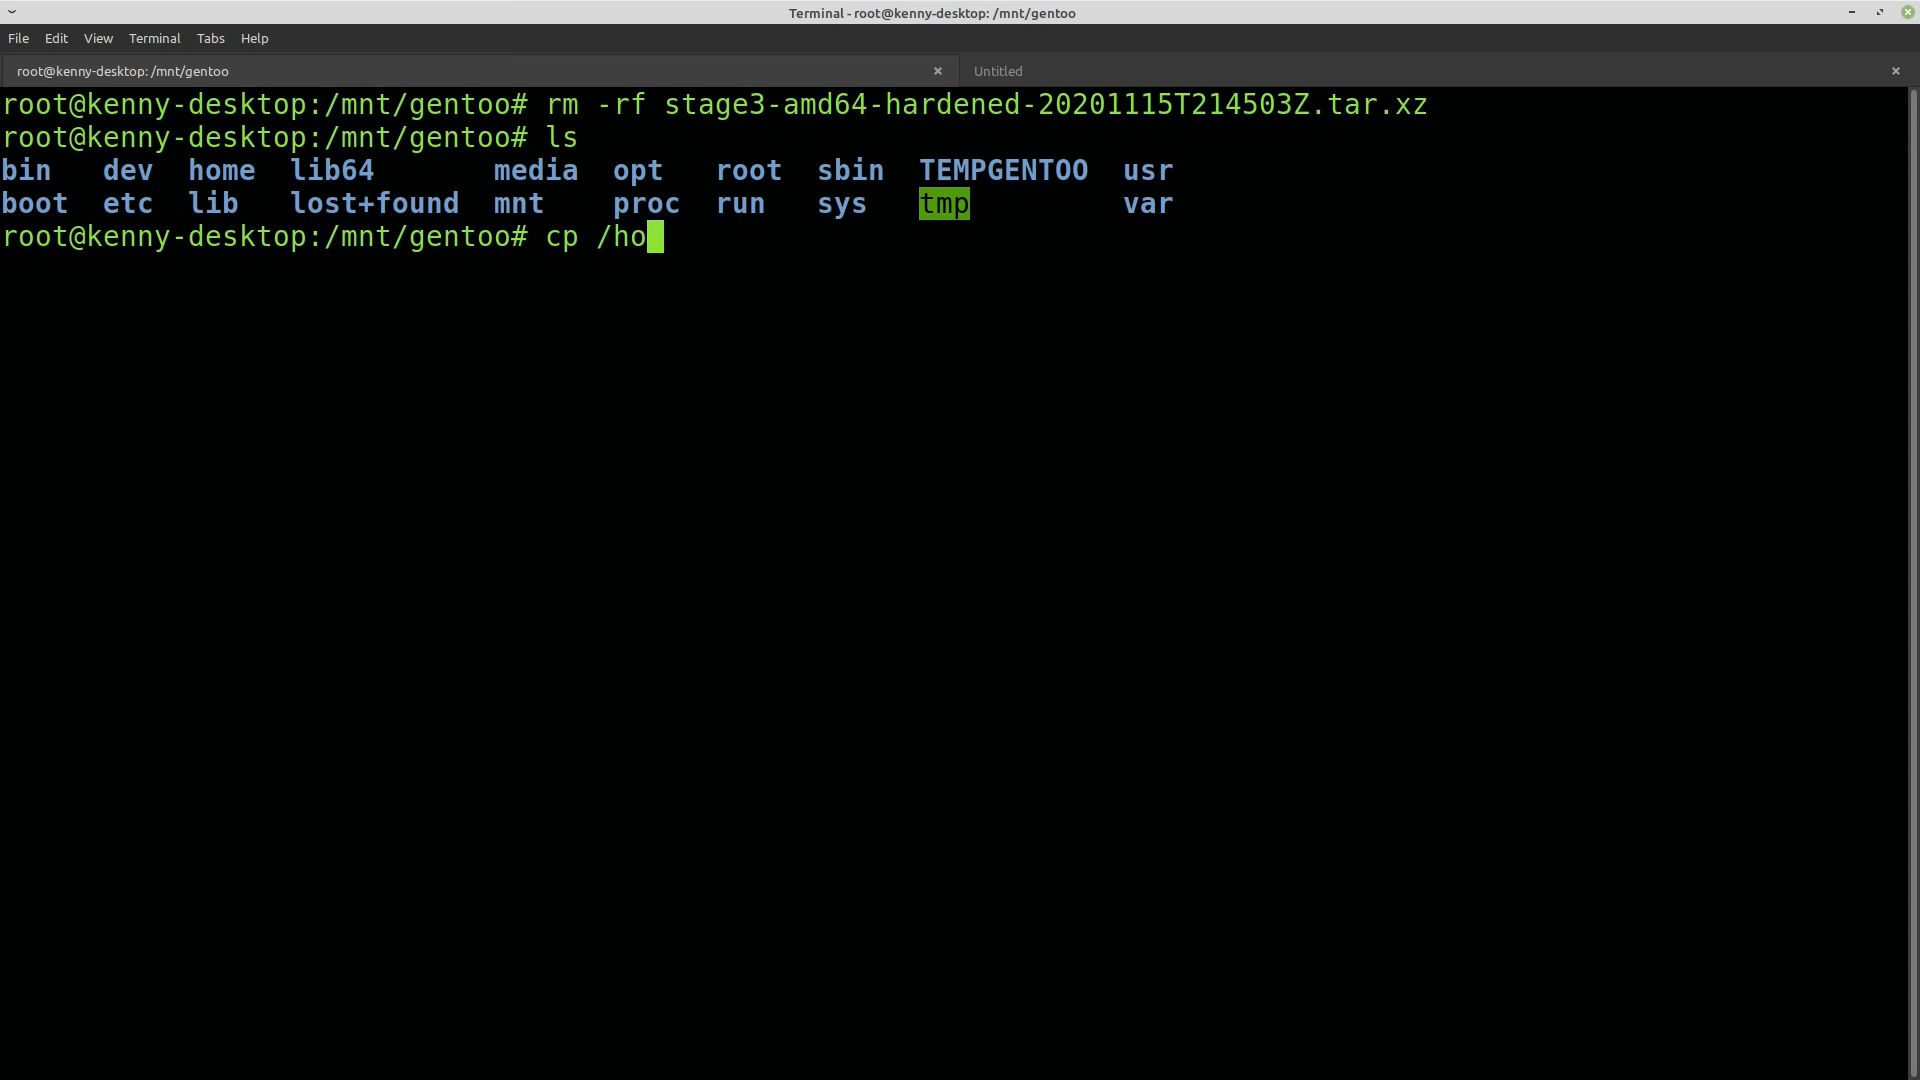 Terminal - root@kenny-desktop: /mnt/gentoo
File Edit View Terminal Tabs Help
root@kenny-desktop: /mnt/gentoo Untitled
root@kenny-desktop:/mnt/gentoo# rm -rf stage3-amd64-hardened-20201115T214503Z.tar.xz
root@kenny-desktop:/mnt/gentoo# ls
bin dev home lib64 media opt root sbin TEMPGENTOO usr
boot etc lib lost+found mnt proc run sys tmp var
root@kenny-desktop:/mnt/gentoo# cp /ho